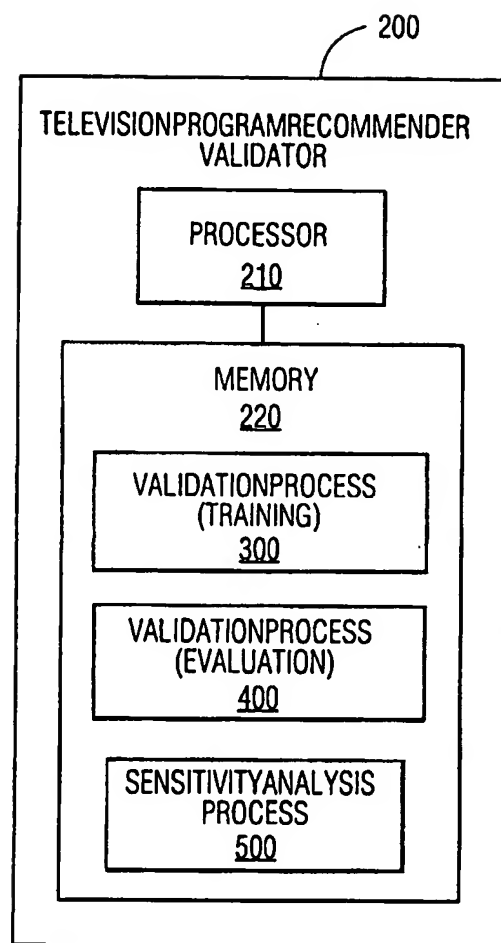 200
TELEVISIONPROGRAMRECOMMENDER
VALIDATOR
PROCESSOR
210
MEMORY
220
VALIDATIONPROCESS
(TRAINING)
300
VALIDATIONPROCESS
(EVALUATION)
400
SENSITIVITYANALYSIS
PROCESS
500